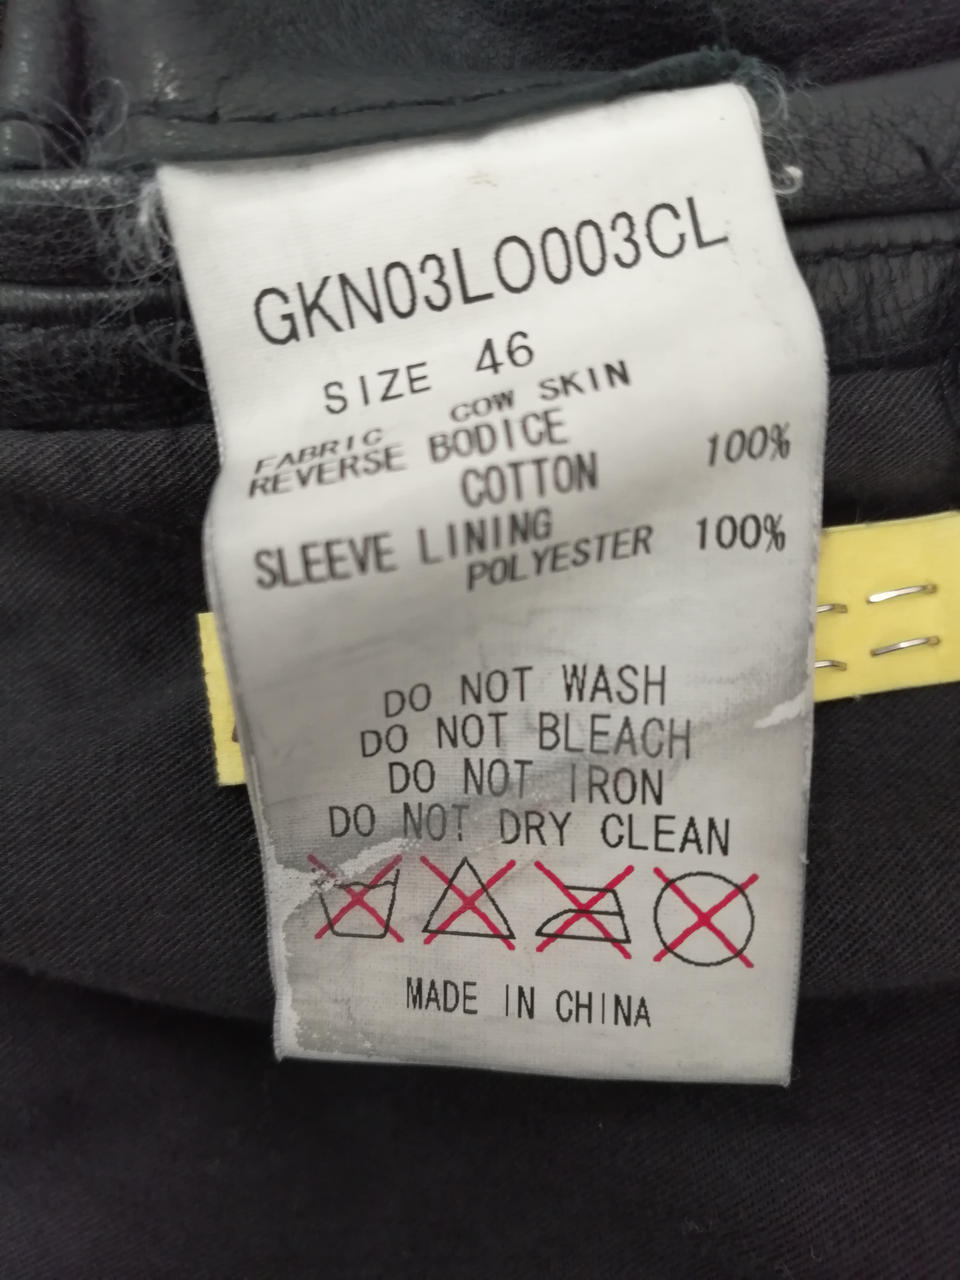 GKN03LO003CL
SIZE 46
FABRIC COW SKIN
REVERSE BODICE
COTTON 100%
SLEEVE LINING
POLYESTER 100%
DO NOT WASH
DO NOT BLEACH
DO NOT IRON
DO NOT DRY CLEAN
MADE IN CHINA